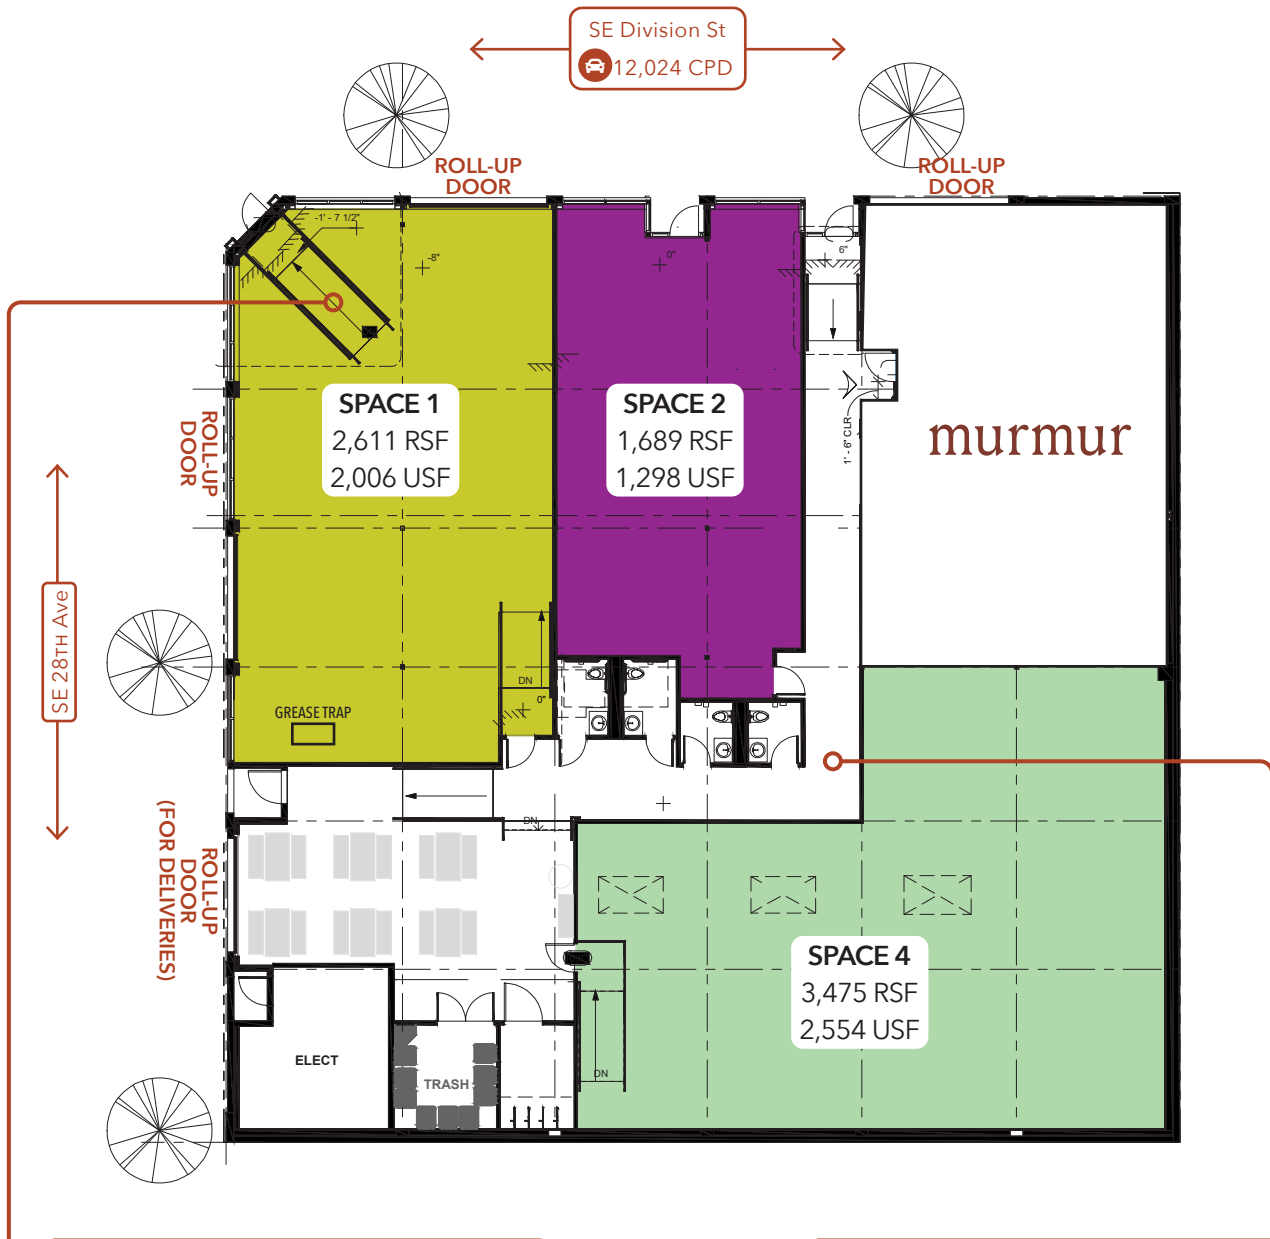 SE Division St
12,024 CPD
ROLL-UP
DOOR
ROLL-UP
DOOR
-1' - 7 1/2"
-8"
0"
6"
SPACE 1
2,611 RSF
2,006 USF
SPACE 2
1,689 RSF
1,298 USF
murmur
1' - 6" CLR
ROLL-UP
DOOR
SE 28TH Ave
DN
0"
GREASE TRAP
DN
ROLL-UP
DOOR
(FOR DELIVERIES)
SPACE 4
3,475 RSF
2,554 USF
ELECT
TRASH
DN